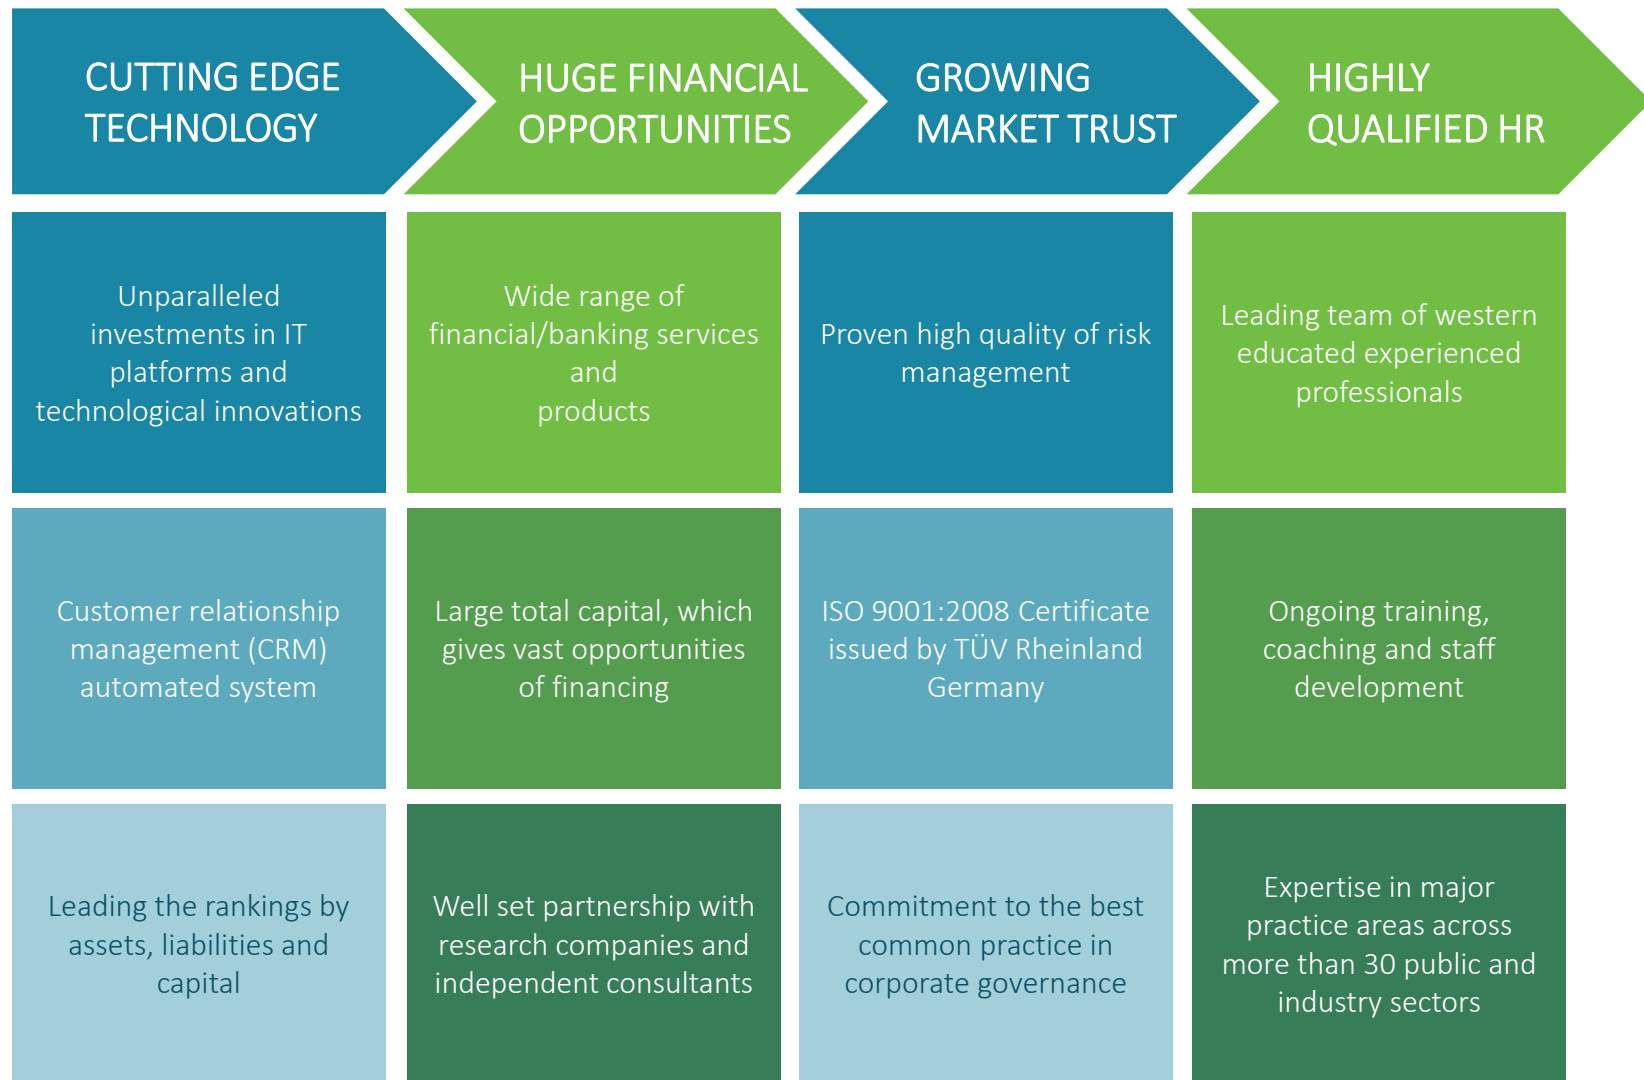 CUTTING EDGE
TECHNOLOGY
HUGE FINANCIAL
OPPORTUNITIES
GROWING
MARKET TRUST
HIGHLY
QUALIFIED HR
Unparalleled
investments in IT
platforms and
technological innovations
Wide range of
financial/banking services
and
products
Proven high quality of risk
management
Leading team of western
educated experienced
professionals
Customer relationship
management (CRM)
automated system
Large total capital, which
gives vast opportunities
of financing
ISO 9001:2008 Certificate
issued by TÜV Rheinland
Germany
Ongoing training,
coaching and staff
development
Leading the rankings by
assets, liabilities and
capital
Well set partnership with
research companies and
independent consultants
Commitment to the best
common practice in
corporate governance
Expertise in major
practice areas across
more than 30 public and
industry sectors